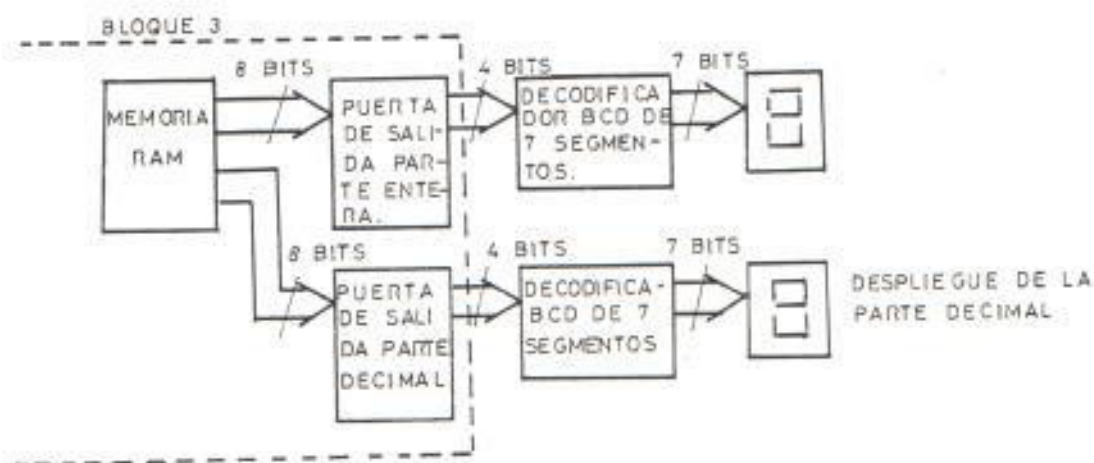 BLOQUE 3
8 BITS
4 BITS
7 BITS
MEMORIA
RAM
PUERTA
DE SALI-
DA PAR-
TE ENTE-
RA.
DECODIFICA
DOR BCD DE
7 SEGMEN-
TOS.
8 BITS
4 BITS
7 BITS
PUERTA
DE SALI
DA PARTE
DECIMAL
DECODIFICA-
BCD DE 7
SEGMENTOS
DESPLIEGUE DE LA
PARTE DECIMAL